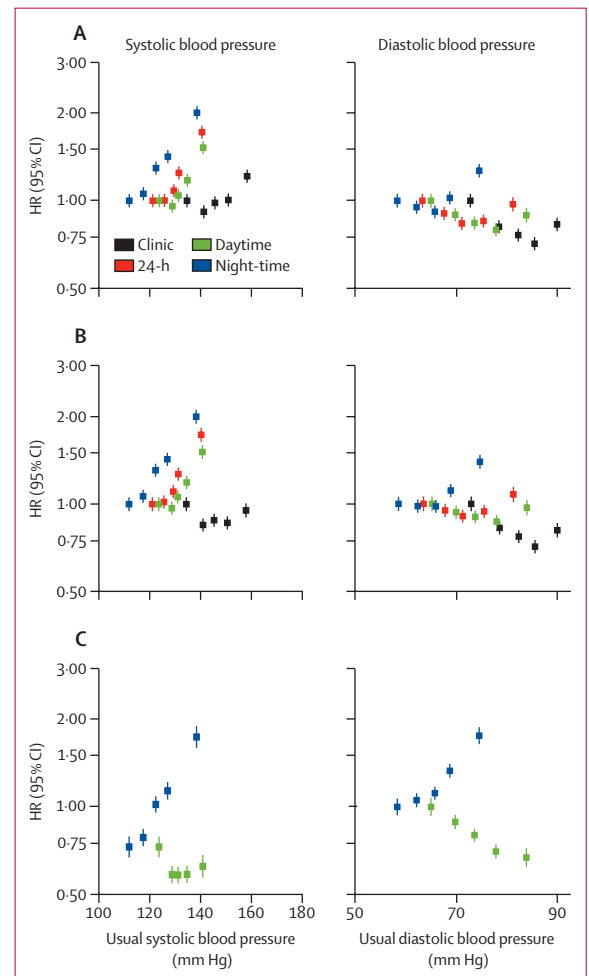 A
Systolic blood pressure
Diastolic blood pressure
3·00
2·00
1·50
1·00
0·75
0·50
HR (95% CI)
Clinic
Daytime
24-h
Night-time
B
3·00
2·00
1·50
1·00
0·75
0·50
HR (95% CI)
C
3·00
2·00
1·50
1·00
0·75
0·50
HR (95% CI)
100 120 140 160 180
50 70 90
Usual systolic blood pressure
(mm Hg)
Usual diastolic blood pressure
(mm Hg)